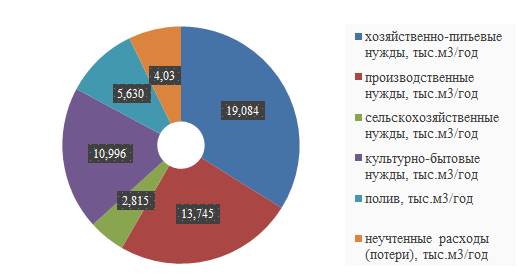 4,03
5,630
19,084
10,996
2,815
13,745
хозяйственно-питьевые
нужды, тыс.м3/год
производственные
нужды, тыс.м3/год
сельскохозяйственные
нужды, тыс.м3/год
культурно-бытовые
нужды, тыс.м3/год
полив, тыс.м3/год
неучтенные расходы
(потери), тыс.м3/год